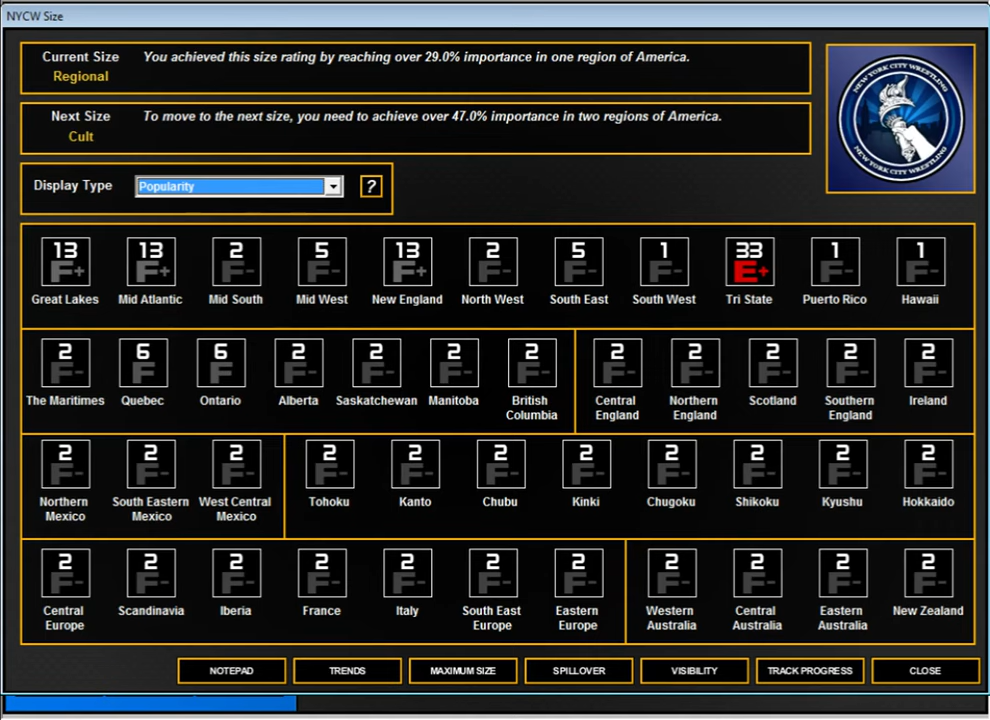 NYCW Size
Current Size
Regional
You achieved this size rating by reaching over 29.0% importance in one region of America.
Next Size
Cult
To move to the next size, you need to achieve over 47.0% importance in two regions of America.
NEW YORK CITY WRESTLING
NEW YORK CITY WRESTLING
Display Type
Popularity
?
13 13 2 5 13 2 5 1 33 1 1
F+ F+ F- F- F+ F- F- F- E+ F- F-
Great Lakes Mid Atlantic Mid South Mid West New England North West South East South West Tri State Puerto Rico Hawaii
2 6 6 2 2 2 2 2 2 2 2 2
F- F F F- F- F- F- F- F- F- F- F-
The Maritimes Quebec Ontario Alberta Saskatchewan Manitoba British Columbia Central England Northern England Scotland Southern England Ireland
2 2 2 2 2 2 2 2 2 2 2
F- F- F- F- F- F- F- F- F- F- F-
Northern Mexico South Eastern Mexico West Central Mexico Tohoku Kanto Chubu Kinki Chugoku Shikoku Kyushu Hokkaido
2 2 2 2 2 2 2 2 2 2 2
F- F- F- F- F- F- F- F- F- F- F-
Central Europe Scandinavia Iberia France Italy South East Europe Eastern Europe Western Australia Central Australia Eastern Australia New Zealand
NOTEPAD TRENDS MAXIMUM SIZE SPILLOVER VISIBILITY TRACK PROGRESS CLOSE